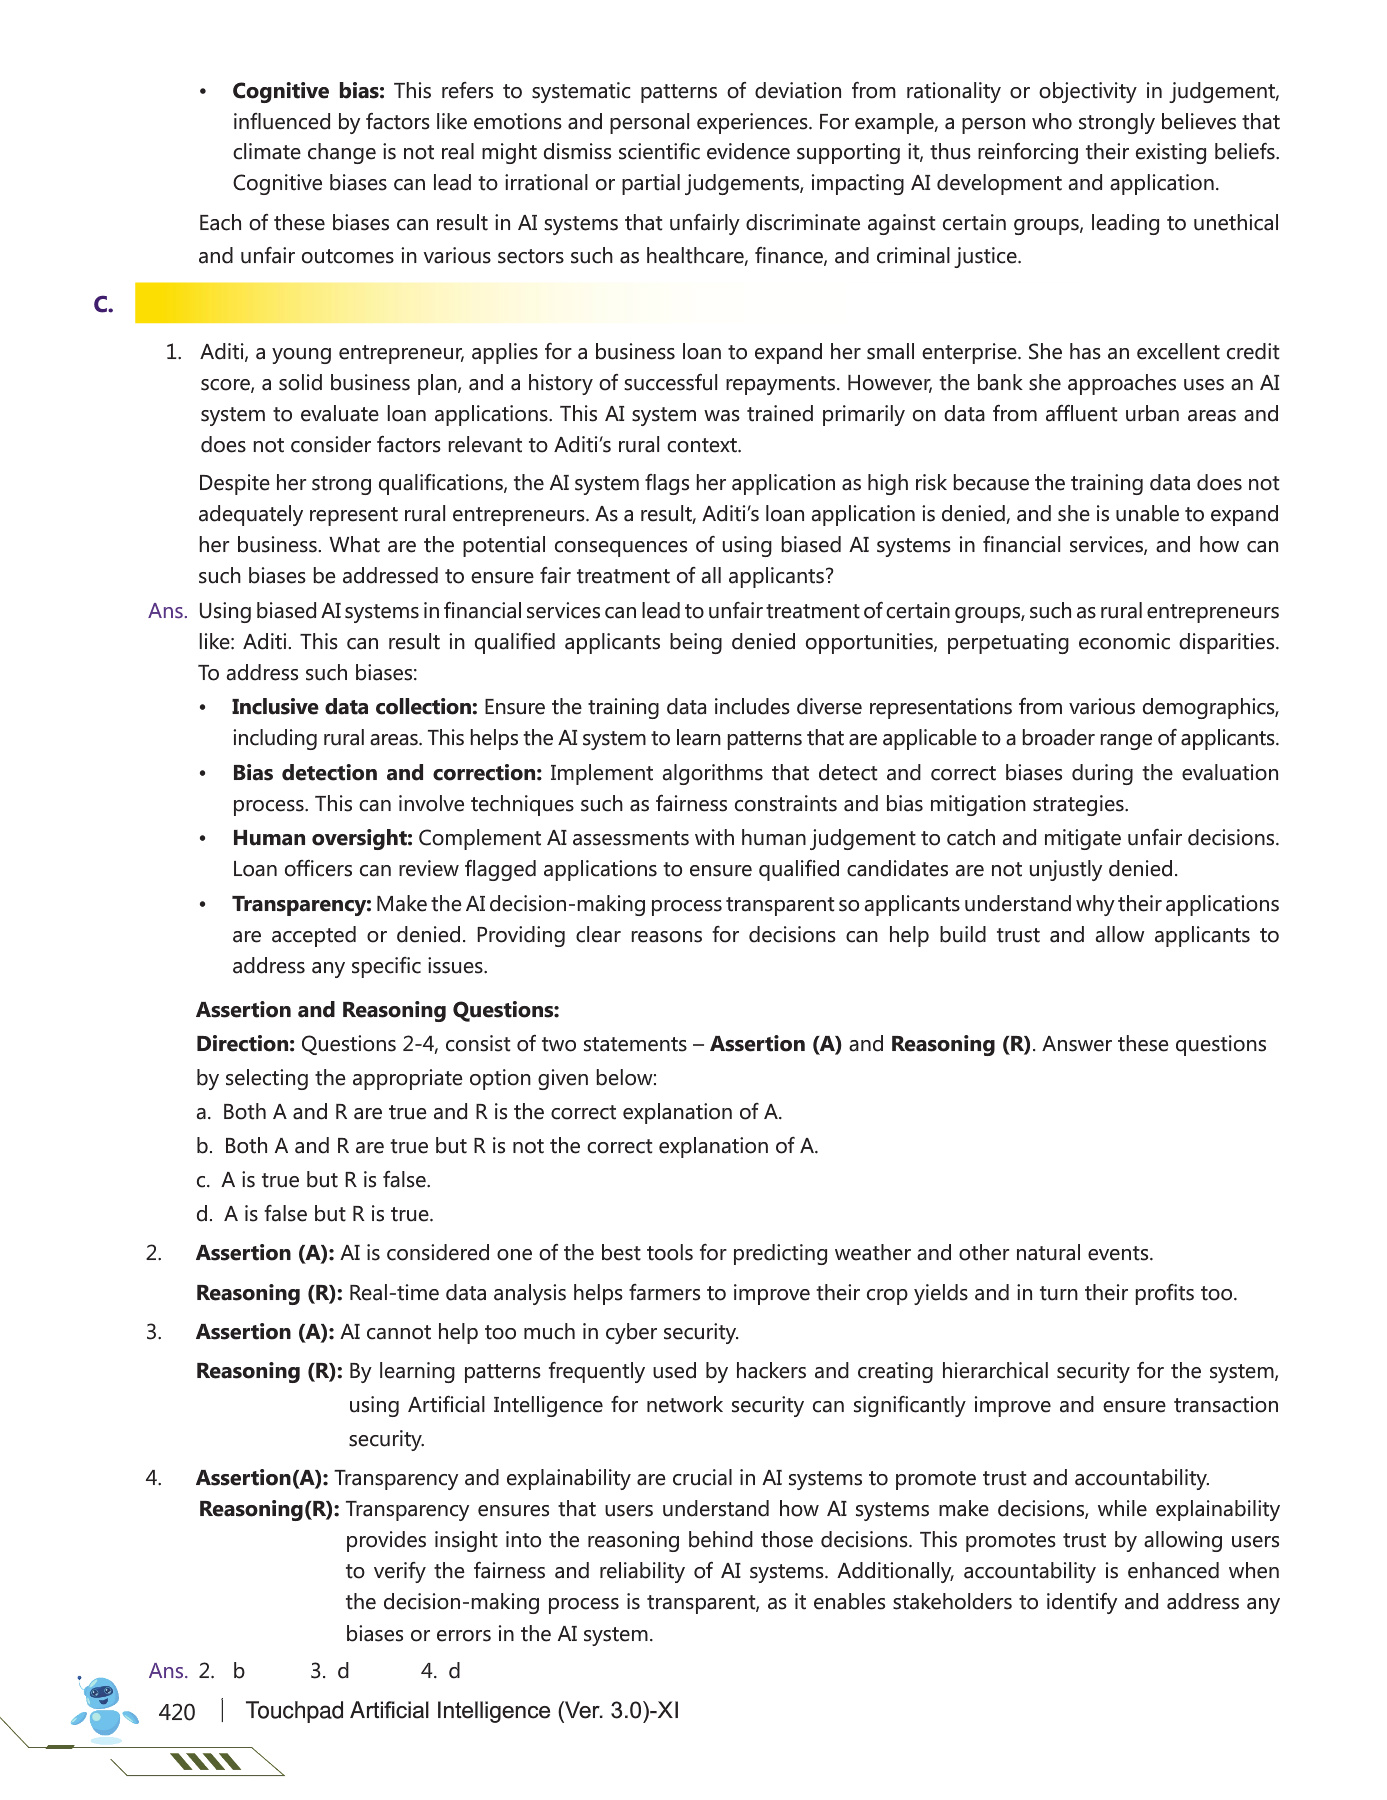 • Cognitive bias: This refers to systematic patterns of deviation from rationality or objectivity in judgement,
influenced by factors like emotions and personal experiences. For example, a person who strongly believes that
climate change is not real might dismiss scientific evidence supporting it, thus reinforcing their existing beliefs.
Cognitive biases can lead to irrational or partial judgements, impacting AI development and application.
Each of these biases can result in AI systems that unfairly discriminate against certain groups, leading to unethical
and unfair outcomes in various sectors such as healthcare, finance, and criminal justice.
C.
1. Aditi, a young entrepreneur, applies for a business loan to expand her small enterprise. She has an excellent credit
score, a solid business plan, and a history of successful repayments. However, the bank she approaches uses an AI
system to evaluate loan applications. This AI system was trained primarily on data from affluent urban areas and
does not consider factors relevant to Aditi's rural context.
Despite her strong qualifications, the AI system flags her application as high risk because the training data does not
adequately represent rural entrepreneurs. As a result, Aditi's loan application is denied, and she is unable to expand
her business. What are the potential consequences of using biased AI systems in financial services, and how can
such biases be addressed to ensure fair treatment of all applicants?
Ans. Using biased AI systems in financial services can lead to unfair treatment of certain groups, such as rural entrepreneurs
like: Aditi. This can result in qualified applicants being denied opportunities, perpetuating economic disparities.
To address such biases:
• Inclusive data collection: Ensure the training data includes diverse representations from various demographics,
including rural areas. This helps the AI system to learn patterns that are applicable to a broader range of applicants.
• Bias detection and correction: Implement algorithms that detect and correct biases during the evaluation
process. This can involve techniques such as fairness constraints and bias mitigation strategies.
• Human oversight: Complement AI assessments with human judgement to catch and mitigate unfair decisions.
Loan officers can review flagged applications to ensure qualified candidates are not unjustly denied.
• Transparency: Make the AI decision-making process transparent so applicants understand why their applications
are accepted or denied. Providing clear reasons for decisions can help build trust and allow applicants to
address any specific issues.
Assertion and Reasoning Questions:
Direction: Questions 2-4, consist of two statements – Assertion (A) and Reasoning (R). Answer these questions
by selecting the appropriate option given below:
a. Both A and R are true and R is the correct explanation of A.
b. Both A and R are true but R is not the correct explanation of A.
c. A is true but R is false.
d. A is false but R is true.
2. Assertion (A): AI is considered one of the best tools for predicting weather and other natural events.
Reasoning (R): Real-time data analysis helps farmers to improve their crop yields and in turn their profits too.
3. Assertion (A): AI cannot help too much in cyber security.
Reasoning (R): By learning patterns frequently used by hackers and creating hierarchical security for the system,
using Artificial Intelligence for network security can significantly improve and ensure transaction
security.
4. Assertion(A): Transparency and explainability are crucial in AI systems to promote trust and accountability.
Reasoning(R): Transparency ensures that users understand how AI systems make decisions, while explainability
provides insight into the reasoning behind those decisions. This promotes trust by allowing users
to verify the fairness and reliability of AI systems. Additionally, accountability is enhanced when
the decision-making process is transparent, as it enables stakeholders to identify and address any
biases or errors in the AI system.
Ans. 2. b 3. d 4. d
420 | Touchpad Artificial Intelligence (Ver. 3.0)-XI